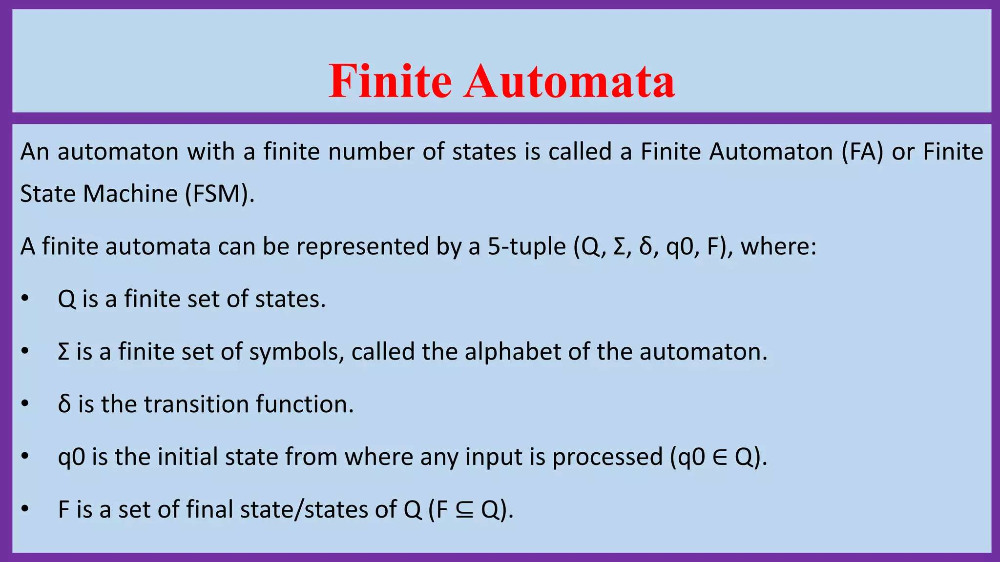 Finite Automata
An automaton with a finite number of states is called a Finite Automaton (FA) or Finite
State Machine (FSM).
A finite automata can be represented by a 5-tuple (Q, Σ, δ, q0, F), where:
• Q is a finite set of states.
• Σ is a finite set of symbols, called the alphabet of the automaton.
• δ is the transition function.
• q0 is the initial state from where any input is processed (q0 ∈ Q).
• F is a set of final state/states of Q (F ⊆ Q).